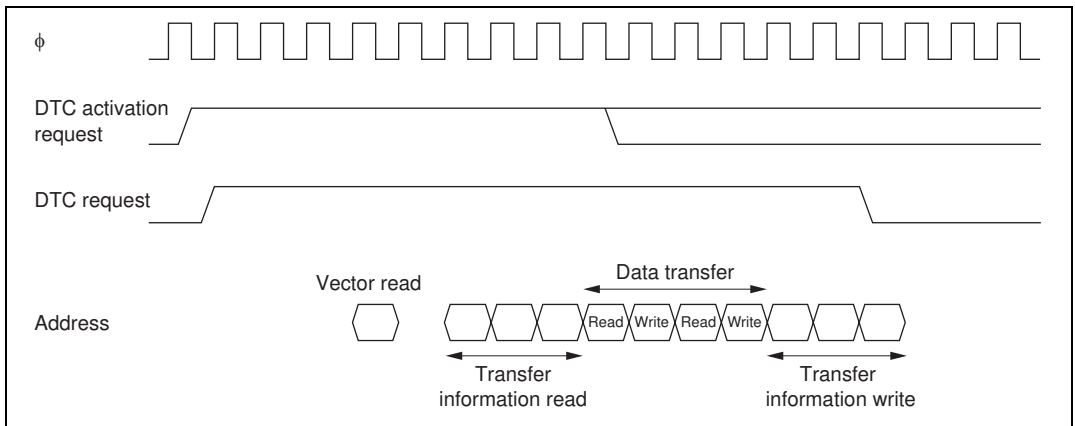 ϕ
DTC activation
request
DTC request
Data transfer
Vector read
Address
Read Write Read Write
Transfer
information read
Transfer
information write